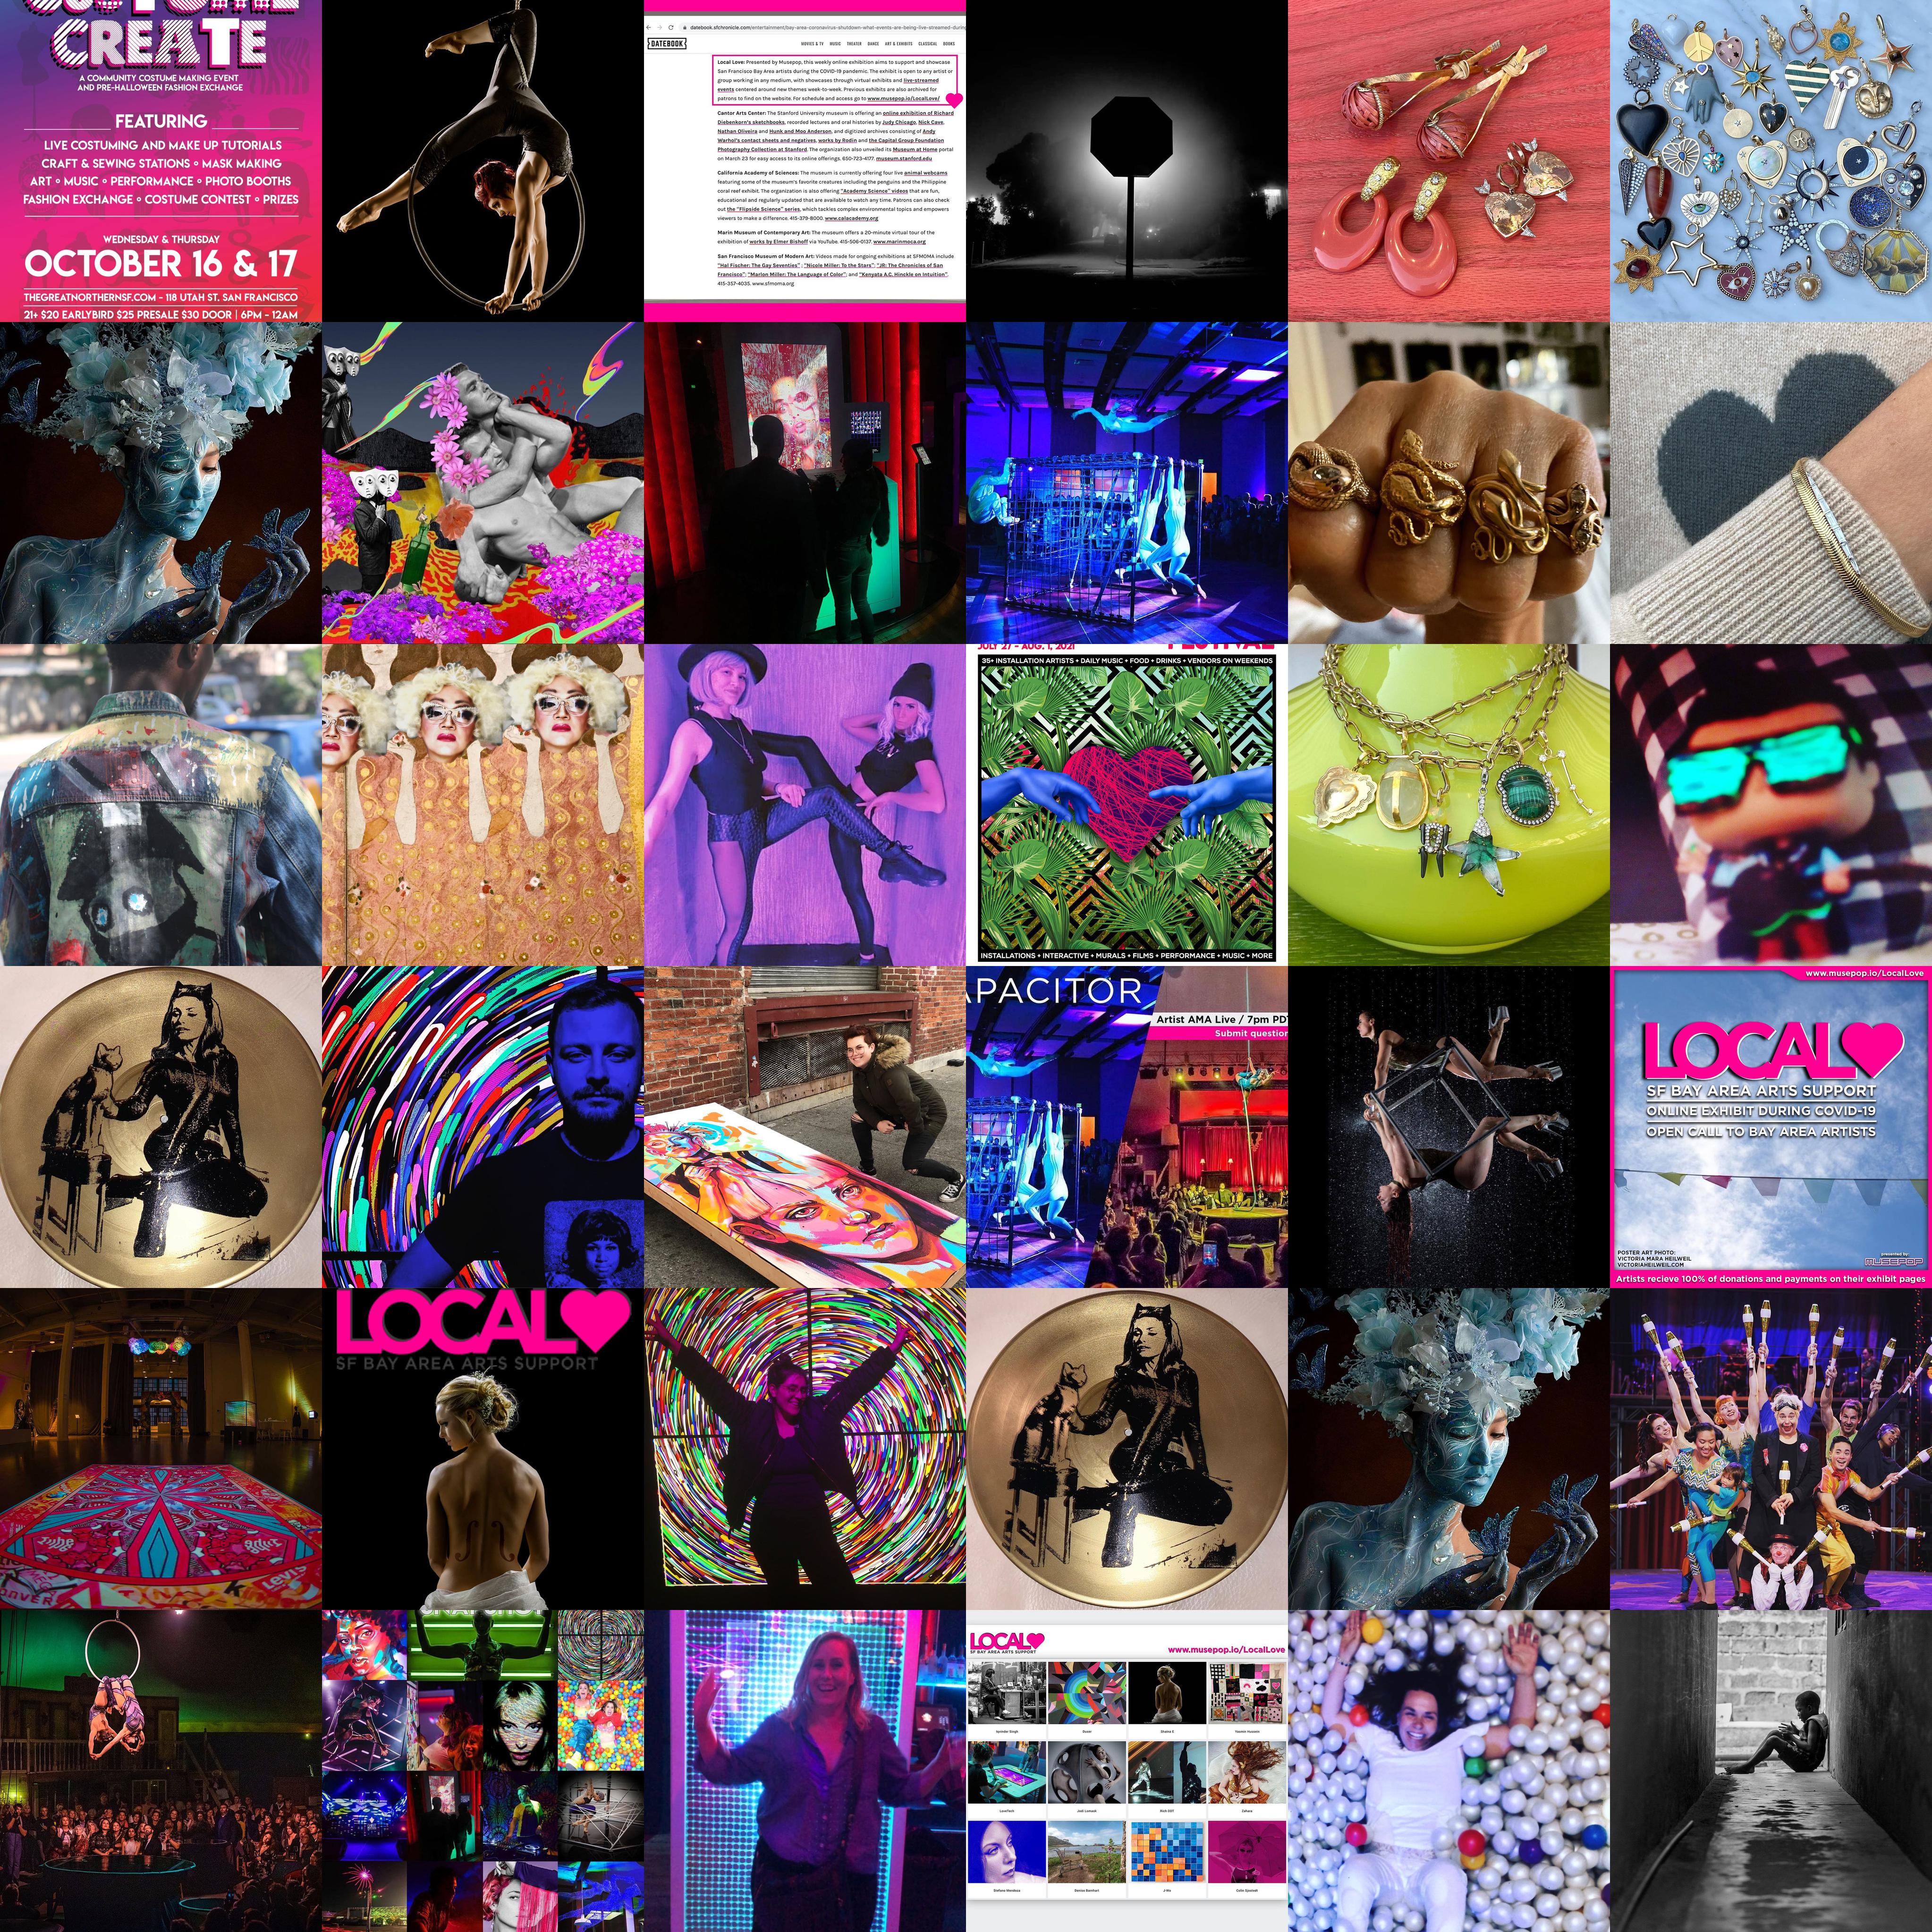 CREATE
A COMMUNITY COSTUME MAKING EVENT
AND PRE-HALLOWEEN FASHION EXCHANGE
FEATURING
LIVE COSTUMING AND MAKE UP TUTORIALS
CRAFT & SEWING STATIONS • MASK MAKING
ART • MUSIC • PERFORMANCE • PHOTO BOOTHS
FASHION EXCHANGE • COSTUME CONTEST • PRIZES
WEDNESDAY & THURSDAY
OCTOBER 16 & 17
THEGREATNORTHERNSF.COM - 118 UTAH ST. SAN FRANCISCO
21+ $20 EARLYBIRD $25 PRESALE $30 DOOR | 6PM - 12AM
datebook.sfchronicle.com/entertainment/bay-area-coronavirus-shutdown-what-events-are-being-live-streamed-during
DATEBOOK
MOVIES & TV MUSIC THEATER DANCE ART & EXHIBITS CLASSICAL BOOKS
Local Love: Presented by Musepop, this weekly online exhibition aims to support and showcase
San Francisco Bay Area artists during the COVID-19 pandemic. The exhibit is open to any artist or
group working in any medium, with showcases through virtual exhibits and live-streamed
events centered around new themes week-to-week. Previous exhibits are also archived for
patrons to find on the website. For schedule and access go to www.musepop.io/LocalLove/
Cantor Arts Center: The Stanford University museum is offering an online exhibition of Richard
Diebenkorn's sketchbooks, recorded lectures and oral histories by Judy Chicago, Nick Cave,
Nathan Oliveira and Hunk and Moo Anderson, and digitized archives consisting of Andy
Warhol's contact sheets and negatives, works by Rodin and the Capital Group Foundation
Photography Collection at Stanford. The organization also unveiled its Museum at Home portal
on March 23 for easy access to its online offerings. 650-723-4177. museum.stanford.edu
California Academy of Sciences: The museum is currently offering four live animal webcams
featuring some of the museum's favorite creatures including the penguins and the Philippine
coral reef exhibit. The organization is also offering "Academy Science" videos that are fun,
educational and regularly updated that are available to watch any time. Patrons can also check
out the "Flipside Science" series, which tackles complex environmental topics and empowers
viewers to make a difference. 415-379-8000. www.calacademy.org
Marin Museum of Contemporary Art: The museum offers a 20-minute virtual tour of the
exhibition of works by Elmer Bishoff via YouTube. 415-506-0137. www.marinmoca.org
San Francisco Museum of Modern Art: Videos made for ongoing exhibitions at SFMOMA include
"Hal Fischer: The Gay Seventies"; "Nicole Miller: To the Stars"; "JR: The Chronicles of San
Francisco"; "Marlon Miller: The Language of Color"; and "Kenyata A.C. Hinckle on Intuition".
415-357-4035. www.sfmoma.org
JULY 27 - AUG. 1, 2021
FESTIVAL
35+ INSTALLATION ARTISTS + DAILY MUSIC + FOOD + DRINKS + VENDORS ON WEEKENDS
INSTALLATIONS + INTERACTIVE + MURALS + FILMS + PERFORMANCE + MUSIC + MORE
APACITOR
Artist AMA Live / 7pm PDT
Submit question
www.musepop.io/LocalLove
LOCAL
SF BAY AREA ARTS SUPPORT
ONLINE EXHIBIT DURING COVID-19
OPEN CALL TO BAY AREA ARTISTS
POSTER ART PHOTO:
VICTORIA MARA HEILWEIL
VICTORIAHEILWEIL.COM
presented by:
MUSEPOP
Artists recieve 100% of donations and payments on their exhibit pages
Levi's
LOCAL
SF BAY AREA ARTS SUPPORT
LOCAL
SF BAY AREA ARTS SUPPORT
www.musepop.io/LocalLove